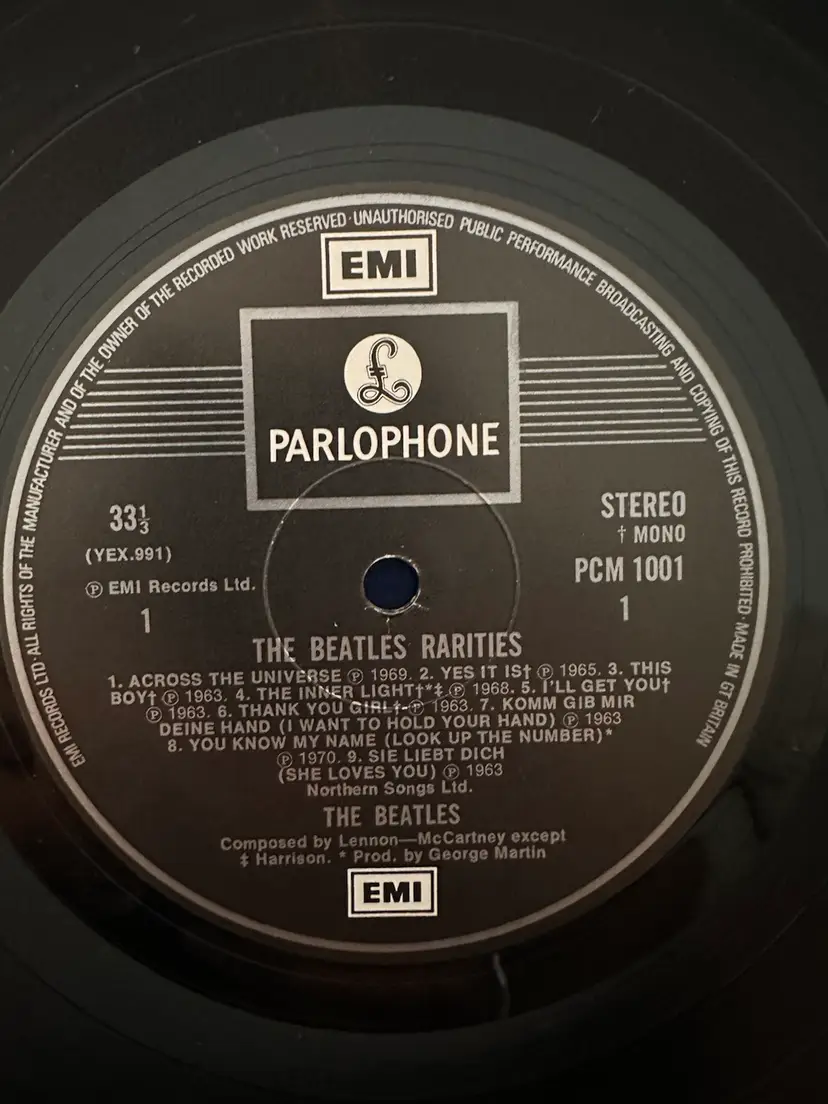 EMI RECORDS LTD·ALL RIGHTS OF THE MANUFACTURER AND OF THE OWNER OF THE RECORDED WORK RESERVED·UNAUTHORISED PUBLIC PERFORMANCE BROADCASTING AND COPYING OF THIS RECORD PROHIBITED·MADE IN GT BRITAIN
EMI
£
PARLOPHONE
33⅓
STEREO
† MONO
(YEX.991)
PCM 1001
Ⓟ EMI Records Ltd.
1
1
THE BEATLES RARITIES
1. ACROSS THE UNIVERSE Ⓟ 1969. 2. YES IT IS† Ⓟ 1965. 3. THIS
BOY† Ⓟ 1963. 4. THE INNER LIGHT†*‡ Ⓟ 1968. 5. I'LL GET YOU†
Ⓟ 1963. 6. THANK YOU GIRL†-Ⓟ 1963. 7. KOMM GIB MIR
DEINE HAND (I WANT TO HOLD YOUR HAND) Ⓟ 1963
8. YOU KNOW MY NAME (LOOK UP THE NUMBER)*
Ⓟ 1970. 9. SIE LIEBT DICH
(SHE LOVES YOU) Ⓟ 1963
Northern Songs Ltd.
THE BEATLES
Composed by Lennon—McCartney except
‡ Harrison. * Prod. by George Martin
EMI